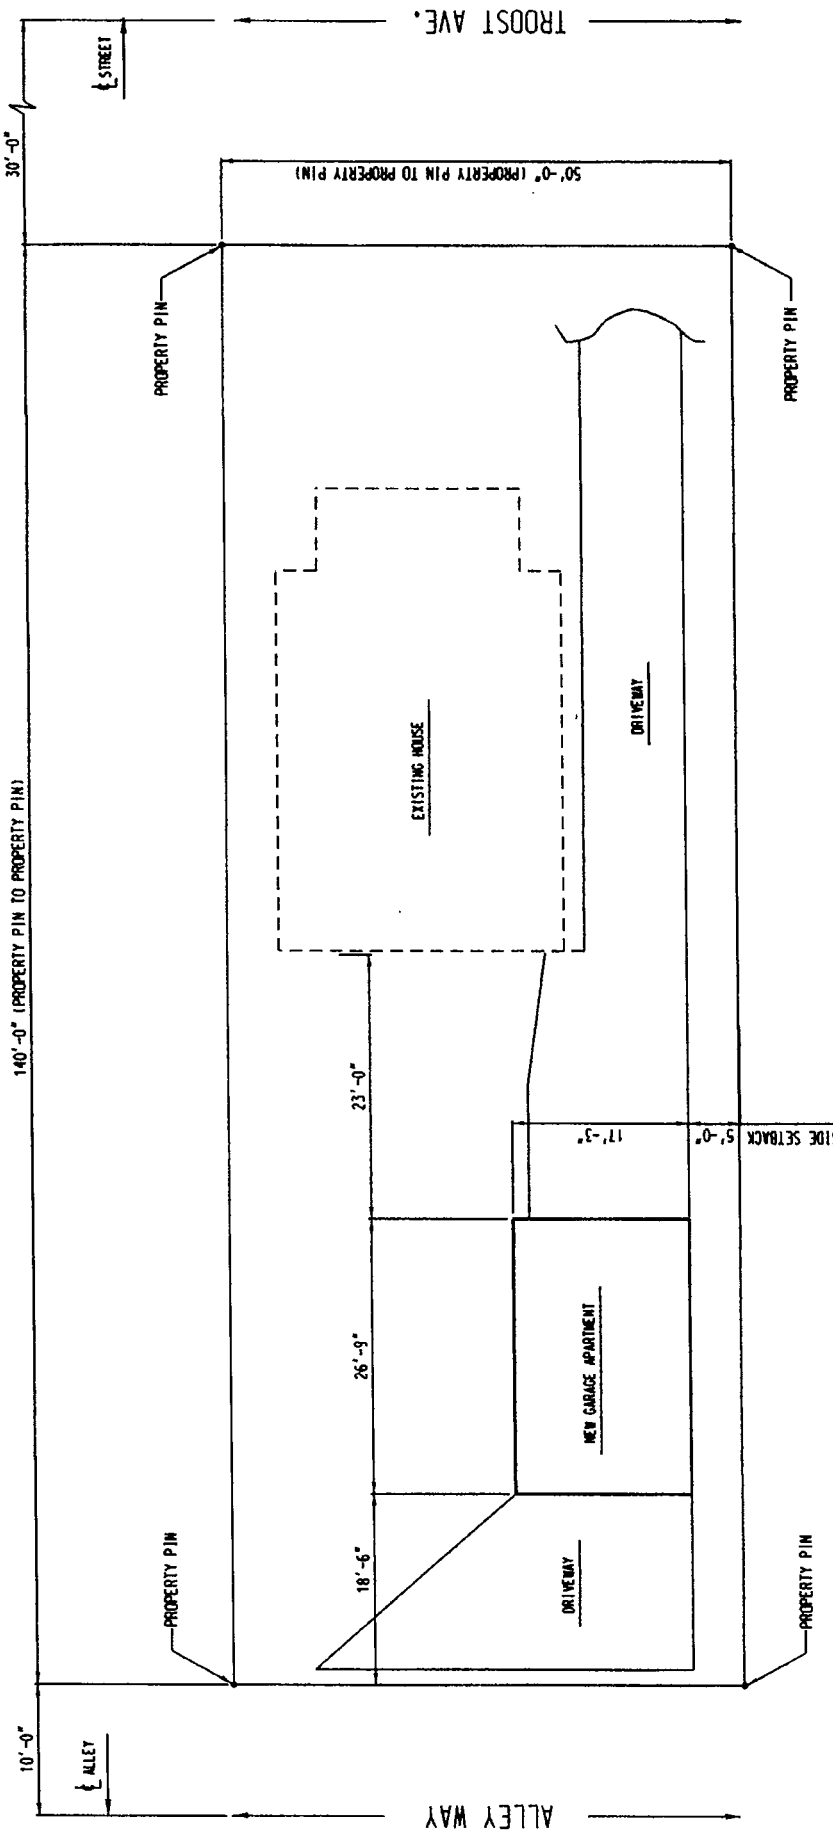 TROOST AVE.
℄ STREET
30'-0"
50'-0" (PROPERTY PIN TO PROPERTY PIN)
PROPERTY PIN
PROPERTY PIN
140'-0" (PROPERTY PIN TO PROPERTY PIN)
EXISTING HOUSE
DRIVEWAY
23'-0"
17'-3"
5'-0"
SIDE SETBACK
26'-9"
NEW GARAGE APARTMENT
18'-6"
DRIVEWAY
PROPERTY PIN
PROPERTY PIN
10'-0"
℄ ALLEY
ALLEY WAY